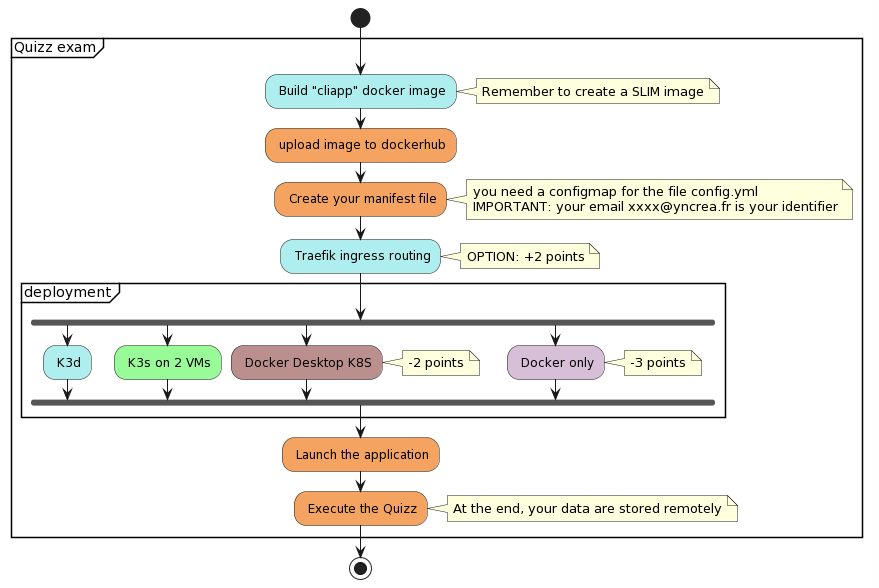 Quizz exam
Build "cliapp" docker image
Remember to create a SLIM image
upload image to dockerhub
Create your manifest file
you need a configmap for the file config.yml
IMPORTANT: your email xxxx@yncrea.fr is your identifier
Traefik ingress routing
OPTION: +2 points
deployment
K3d
K3s on 2 VMs
Docker Desktop K8S
-2 points
Docker only
-3 points
Launch the application
Execute the Quizz
At the end, your data are stored remotely